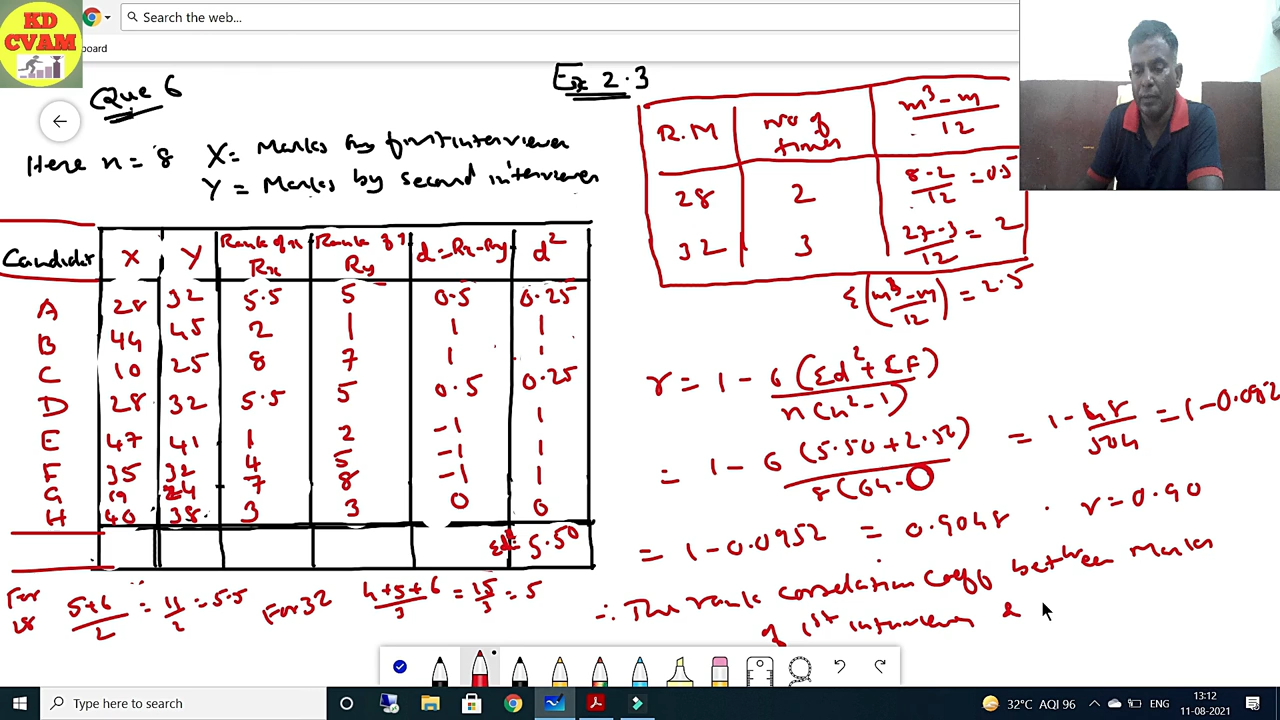 KD
CVAM
Search the web...
board
Que 6
Ex 2.3
Here n = 8 X = Marks by first interviewer
Y = Marks by second interviewer
R.M | No of times | m³ - m / 12
28 | 2 | 8 - 2 / 12 = 0.5
32 | 3 | 27 - 3 / 12 = 2
Σ(m³ - m / 12) = 2.5
Candidate | X | Y | Rank of x Rx | Rank of y Ry | d = Rx - Ry | d²
A | 28 | 32 | 5.5 | 5 | 0.5 | 0.25
B | 44 | 45 | 2 | 1 | 1 | 1
C | 10 | 25 | 8 | 7 | 1 | 1
D | 28 | 32 | 5.5 | 5 | 0.5 | 0.25
E | 47 | 41 | 1 | 2 | -1 | 1
F | 35 | 32 | 4 | 5 | -1 | 1
G | 19 | 24 | 7 | 8 | -1 | 1
H | 40 | 38 | 3 | 3 | 0 | 0
Σd² = 5.50
For 28 5+6 / 2 = 11 / 2 = 5.5 For 32 4+5+6 / 3 = 15 / 3 = 5
r = 1 - 6 (Σd² + CF) / n(n² - 1)
= 1 - 6 (5.50 + 2.50) / 8(64 - 1) = 1 - 48 / 504 = 1 - 0.0952
= 1 - 0.0952 = 0.9048 . r = 0.90
∴ The rank correlation Coeff between Marks
of 1st interviewer &
Type here to search
32°C AQI 96
ENG
13:12
11-08-2021